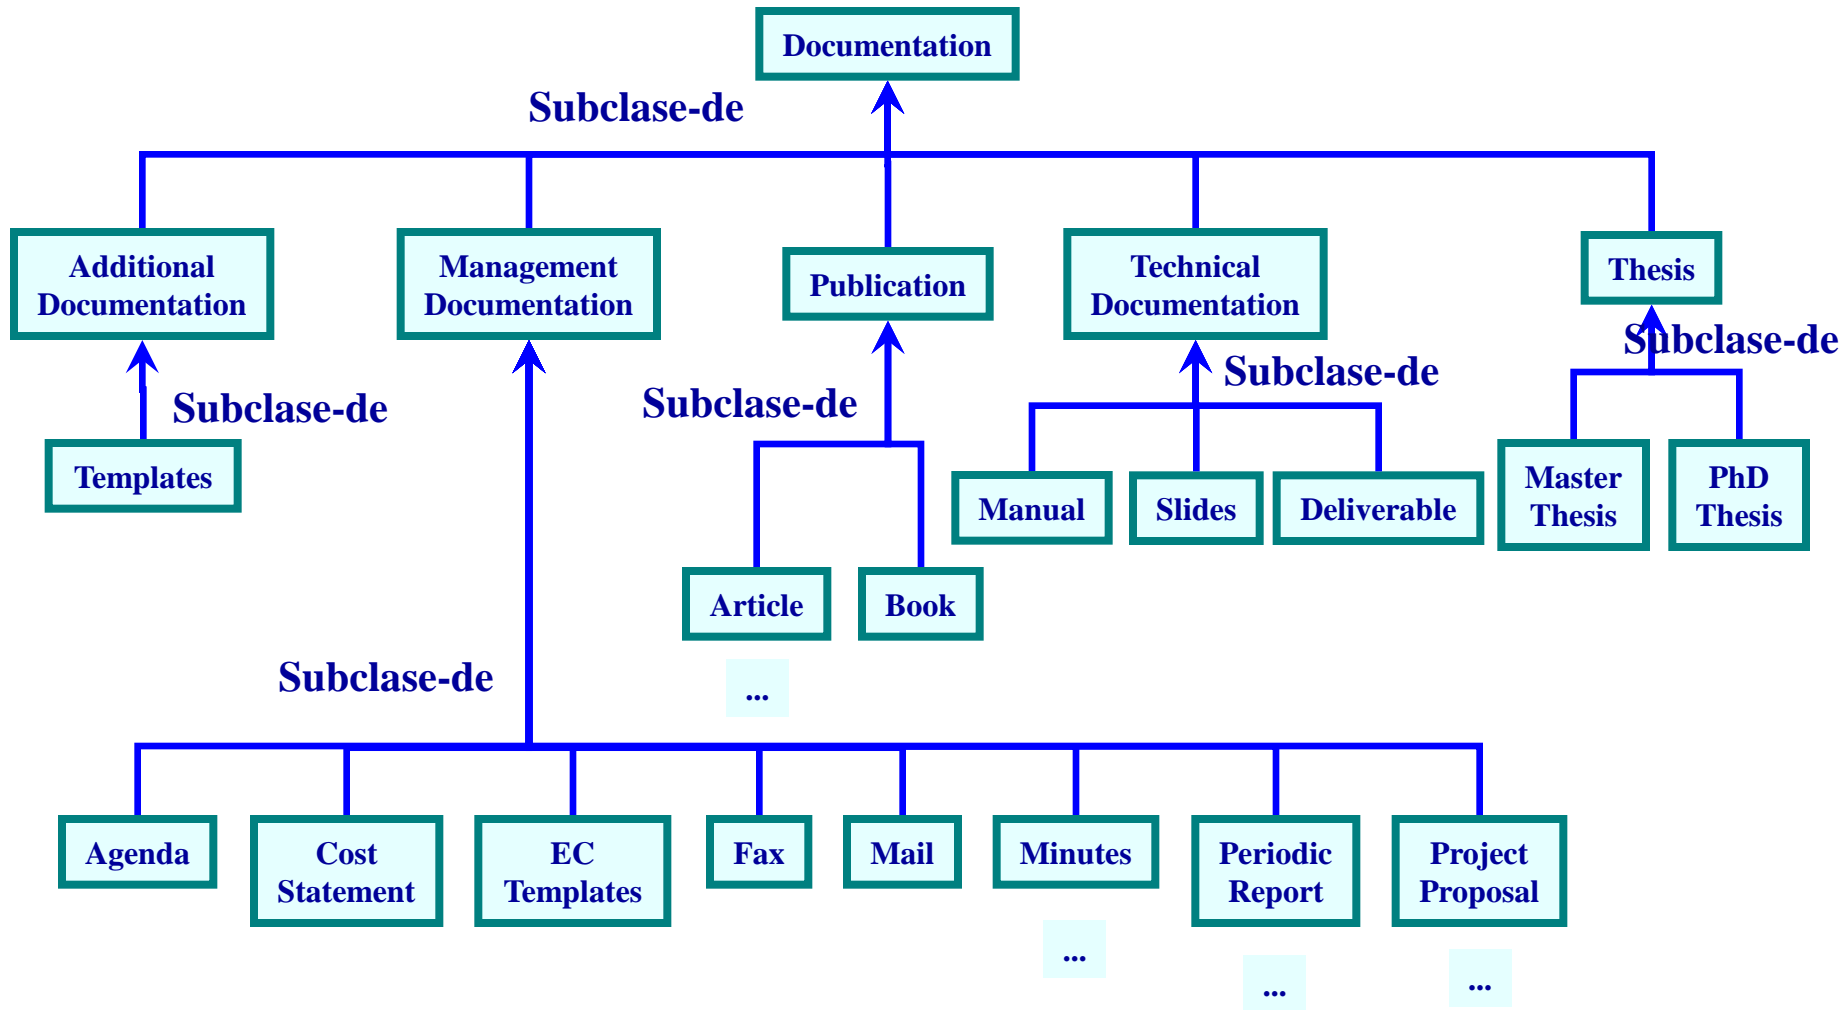 Documentation
Subclase-de
Additional
Documentation
Management
Documentation
Publication
Technical
Documentation
Thesis
Subclase-de
Subclase-de
Subclase-de
Subclase-de
Templates
Manual
Slides
Deliverable
Master
Thesis
PhD
Thesis
Article
Book
...
Subclase-de
Agenda
Cost
Statement
EC
Templates
Fax
Mail
Minutes
Periodic
Report
Project
Proposal
...
...
...